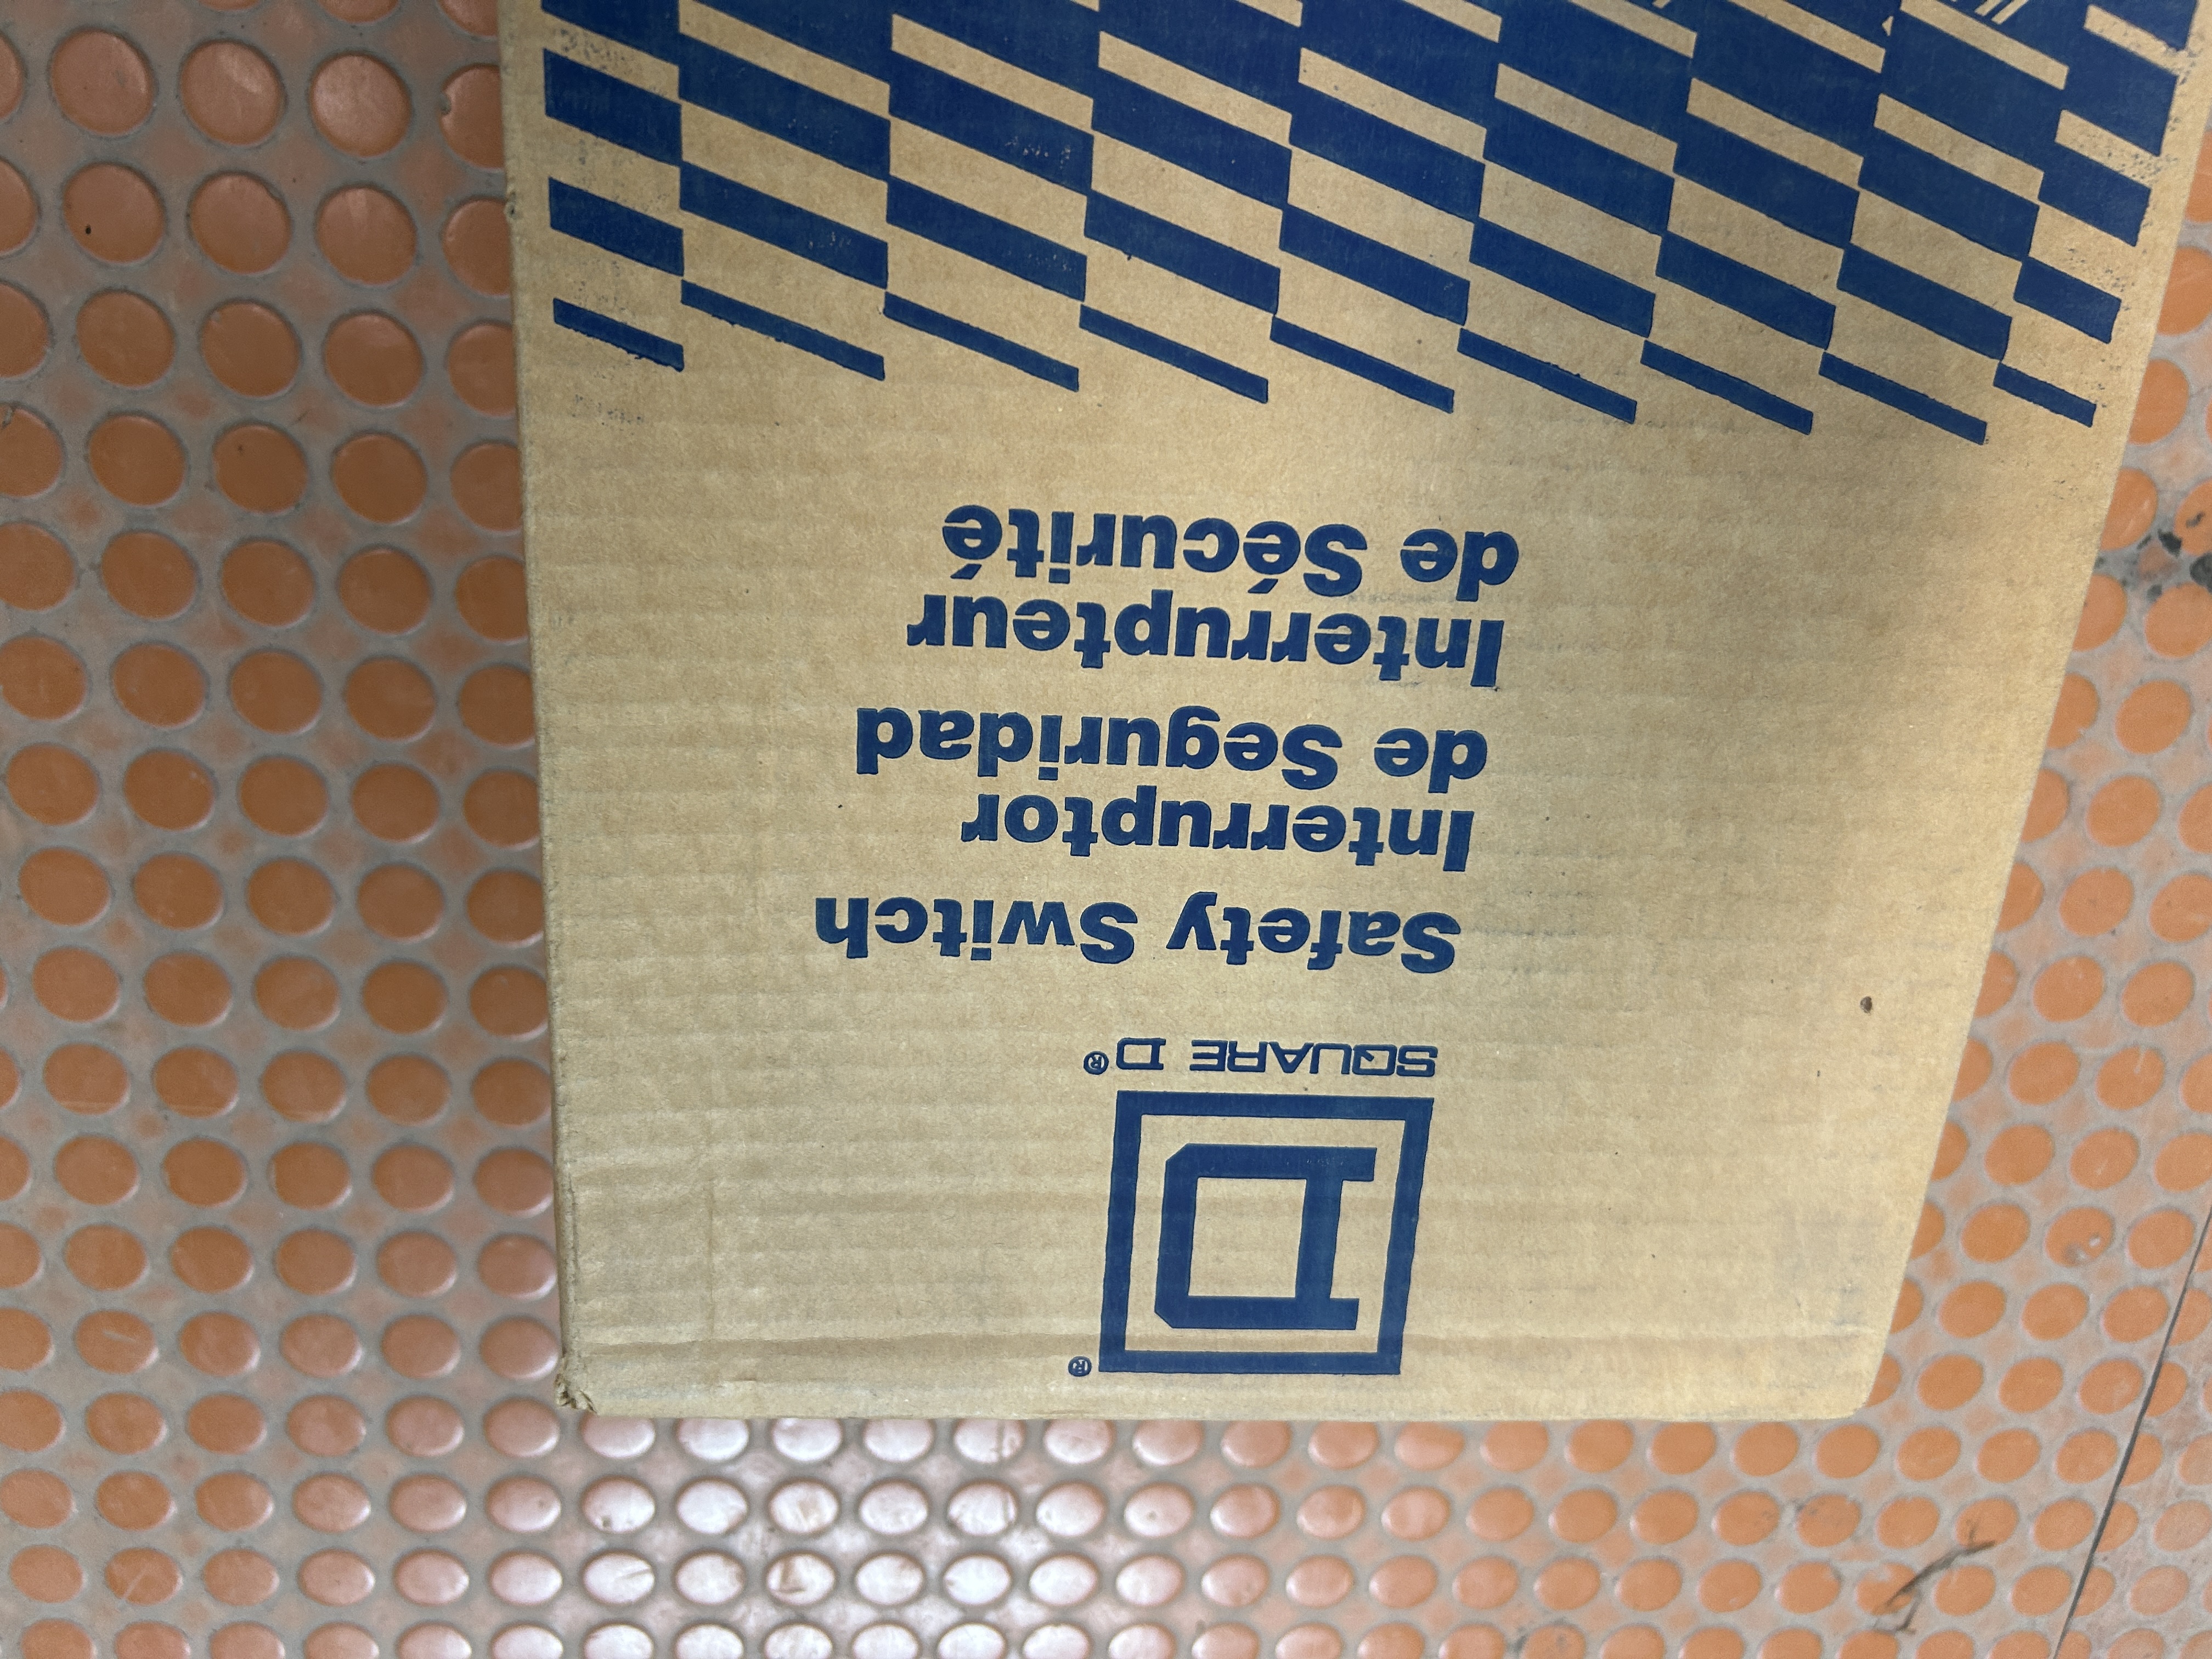 ®
D
SQUARE D®
Safety Switch
Interruptor
de Seguridad
Interrupteur
de Sécurité